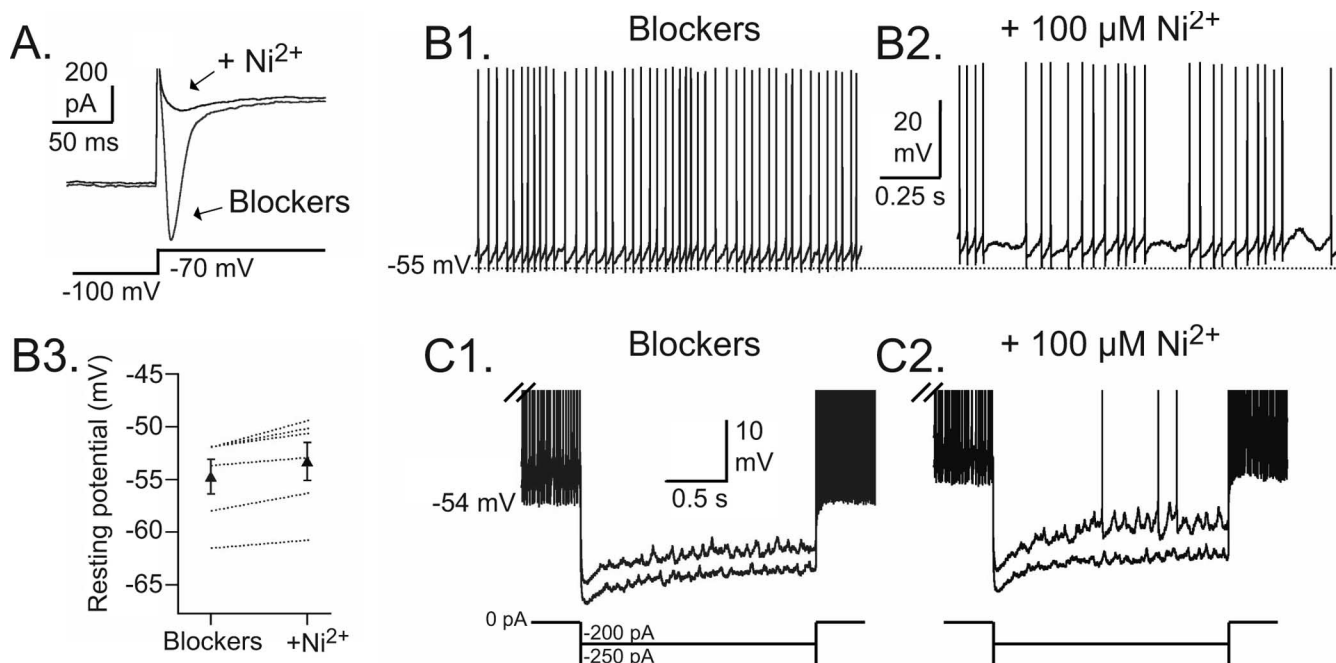 A.
+ Ni²⁺
200
pA
50 ms
Blockers
-70 mV
-100 mV
B1.
Blockers
-55 mV
B2.
+ 100 µM Ni²⁺
20
mV
0.25 s
B3.
Resting potential (mV)
-45
-50
-55
-60
-65
Blockers
+Ni²⁺
C1.
Blockers
10
mV
0.5 s
-54 mV
0 pA
-200 pA
-250 pA
C2.
+ 100 µM Ni²⁺